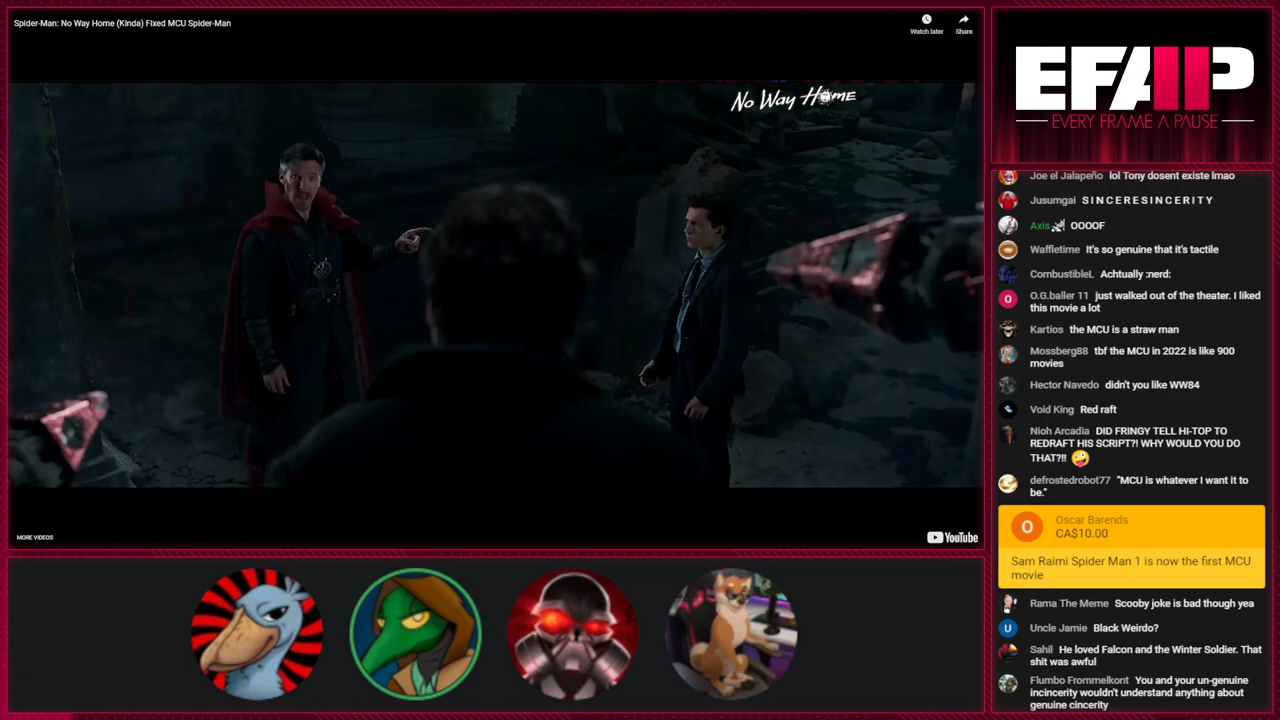 Spider-Man: No Way Home (Kinda) Fixed MCU Spider-Man
Watch later
Share
No Way Home
MORE VIDEOS
YouTube
EFAP
EVERY FRAME A PAUSE
Joe el Jalapeño lol Tony dosent existe lmao
Jusumgai S I N C E R E S I N C E R I T Y
Axis OOOOF
Waffletime It's so genuine that it's tactile
CombustibleL Achtually :nerd:
O.G.baller 11 just walked out of the theater. I liked
this movie a lot
Kartios the MCU is a straw man
Mossberg88 tbf the MCU in 2022 is like 900
movies
Hector Navedo didn't you like WW84
Void King Red raft
Nioh Arcadia DID FRINGY TELL HI-TOP TO
REDRAFT HIS SCRIPT?! WHY WOULD YOU DO
THAT?!!
defrostedrobot77 "MCU is whatever I want it to
be."
O
Oscar Barends
CA$10.00
Sam Raimi Spider Man 1 is now the first MCU
movie
Rama The Meme Scooby joke is bad though yea
Uncle Jamie Black Weirdo?
Sahil He loved Falcon and the Winter Soldier. That
shit was awful
Flumbo Frommelkont You and your un-genuine
incincerity wouldn't understand anything about
genuine cincerity